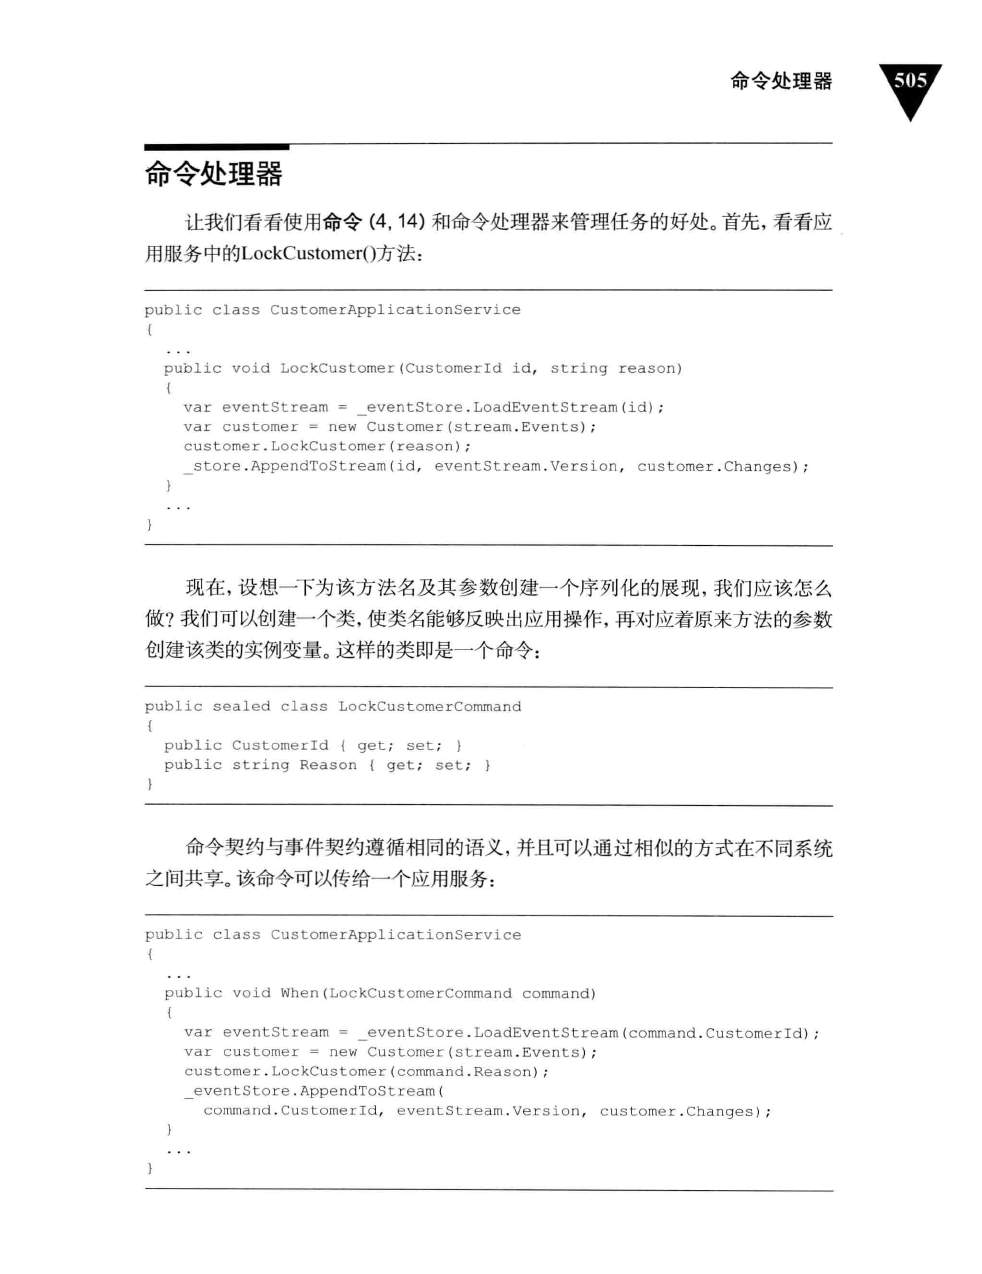 命令处理器
505
命令处理器
让我们看看使用命令 (4, 14) 和命令处理器来管理任务的好处。首先, 看看应
用服务中的LockCustomer()方法:
public class CustomerApplicationService
{
  ...
  public void LockCustomer(CustomerId id, string reason)
  {
    var eventStream = _eventStore.LoadEventStream(id);
    var customer = new Customer(stream.Events);
    customer.LockCustomer(reason);
    _store.AppendToStream(id, eventStream.Version, customer.Changes);
  }
  ...
}
现在, 设想一下为该方法名及其参数创建一个序列化的展现, 我们应该怎么
做? 我们可以创建一个类, 使类名能够反映出应用操作, 再对应着原来方法的参数
创建该类的实例变量。这样的类即是一个命令:
public sealed class LockCustomerCommand
{
  public CustomerId { get; set; }
  public string Reason { get; set; }
}
命令契约与事件契约遵循相同的语义, 并且可以通过相似的方式在不同系统
之间共享。该命令可以传给一个应用服务:
public class CustomerApplicationService
{
  ...
  public void When(LockCustomerCommand command)
  {
    var eventStream = _eventStore.LoadEventStream(command.CustomerId);
    var customer = new Customer(stream.Events);
    customer.LockCustomer(command.Reason);
    _eventStore.AppendToStream(
      command.CustomerId, eventStream.Version, customer.Changes);
  }
  ...
}